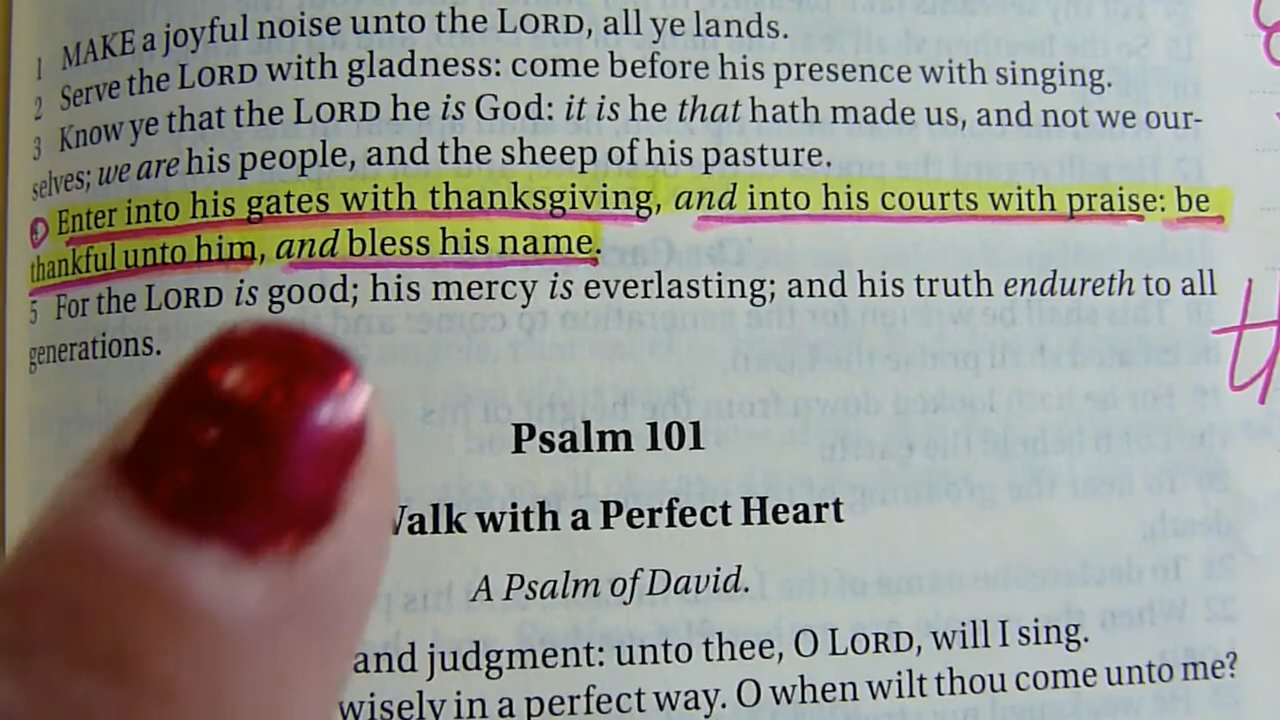 1 MAKE a joyful noise unto the LORD, all ye lands.
2 Serve the LORD with gladness: come before his presence with singing.
3 Know ye that the LORD he is God: it is he that hath made us, and not we our-
selves; we are his people, and the sheep of his pasture.
Enter into his gates with thanksgiving, and into his courts with praise: be
thankful unto him, and bless his name.
5 For the LORD is good; his mercy is everlasting; and his truth endureth to all
generations.
Psalm 101
Walk with a Perfect Heart
A Psalm of David.
and judgment: unto thee, O LORD, will I sing.
wisely in a perfect way. O when wilt thou come unto me?